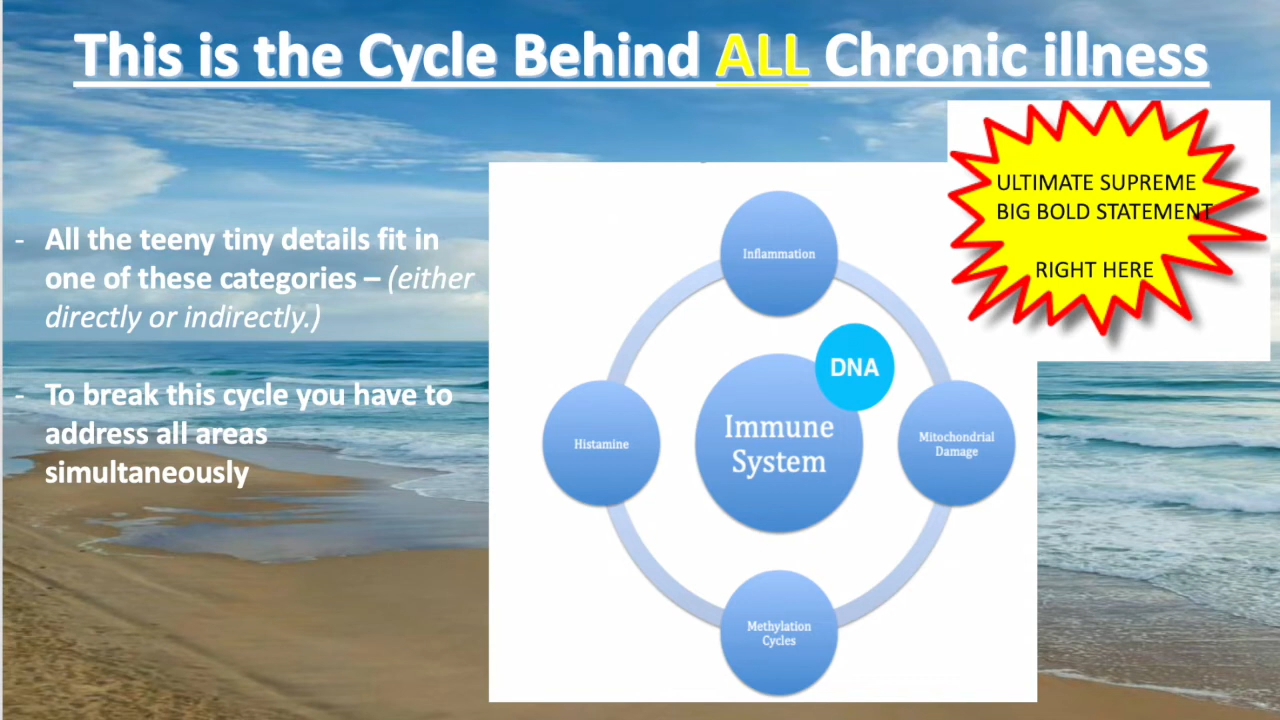 This is the Cycle Behind ALL Chronic illness
ULTIMATE SUPREME
BIG BOLD STATEMENT
RIGHT HERE
- All the teeny tiny details fit in
one of these categories – (either
directly or indirectly.)
- To break this cycle you have to
address all areas
simultaneously
Inflammation
DNA
Immune
System
Histamine
Mitochondrial
Damage
Methylation
Cycles